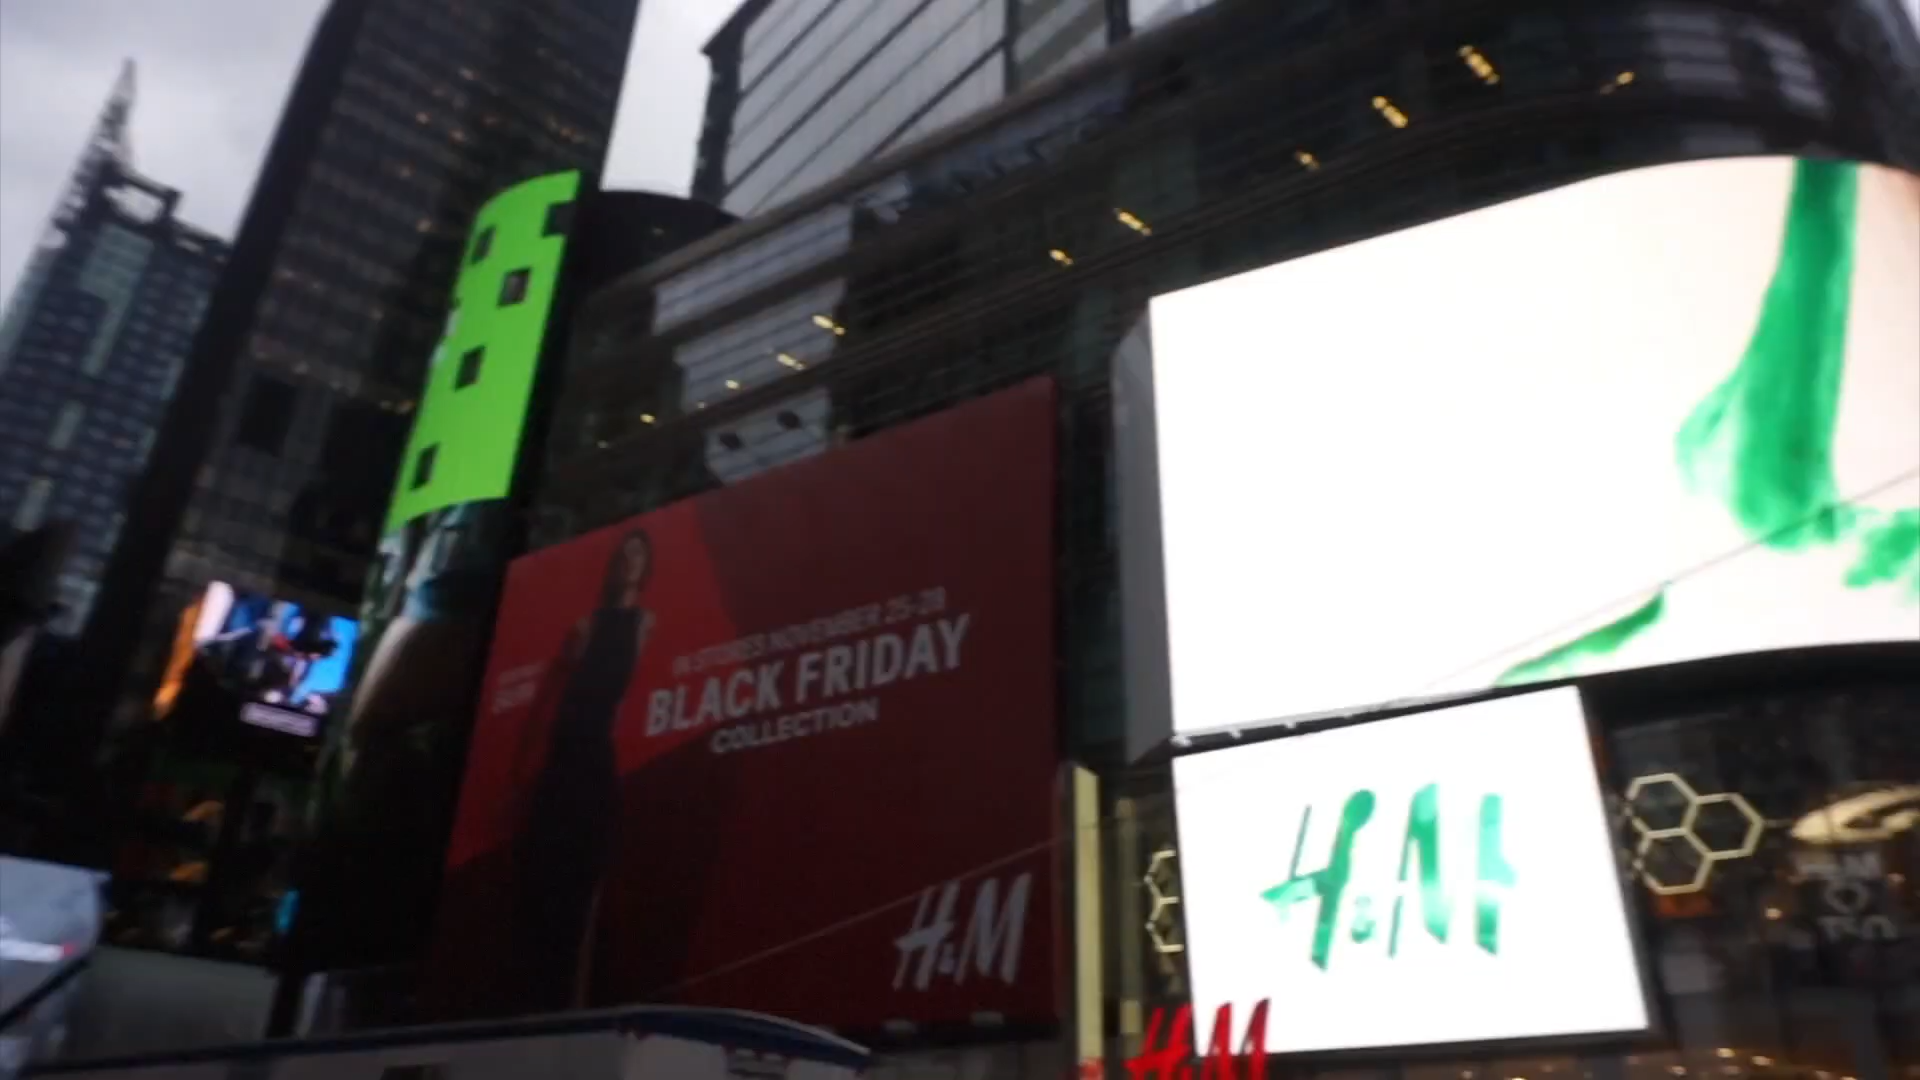 IN STORES NOVEMBER 25-28
BLACK FRIDAY
COLLECTION
H&M
H&M
H&M